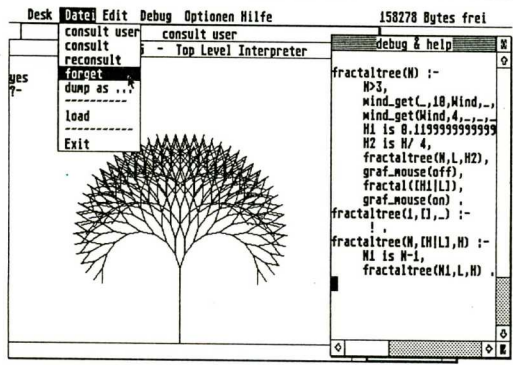 Desk Datei Edit Debug Optionen Hilfe 158278 Bytes frei
consult user
consult
reconsult
forget
dump as ...
----------
load
----------
Exit
consult user
- Top Level Interpreter
yes
?-
debug & help
fractaltree(N) :-
N>3,
wind_get(_,10,Wind,_,
wind_get(Wind,4,_,_,_
H1 is 0.1199999999999
H2 is H/ 4,
fractaltree(N,L,H2),
graf_mouse(off),
fractal([H1|L]),
graf_mouse(on) .
fractaltree(1,[],_) :-
! .
fractaltree(N,[H|L],H) :-
N1 is N-1,
fractaltree(N1,L,H) .